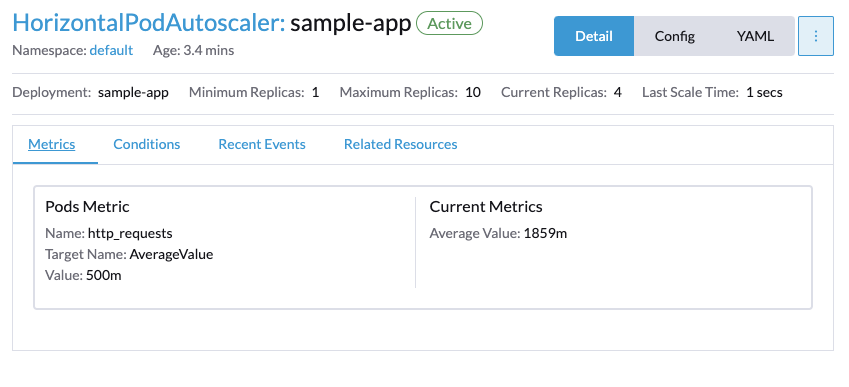 HorizontalPodAutoscaler: sample-app Active
Namespace: default Age: 3.4 mins
Detail Config YAML
Deployment: sample-app Minimum Replicas: 1 Maximum Replicas: 10 Current Replicas: 4 Last Scale Time: 1 secs
Metrics Conditions Recent Events Related Resources
Pods Metric
Name: http_requests
Target Name: AverageValue
Value: 500m
Current Metrics
Average Value: 1859m